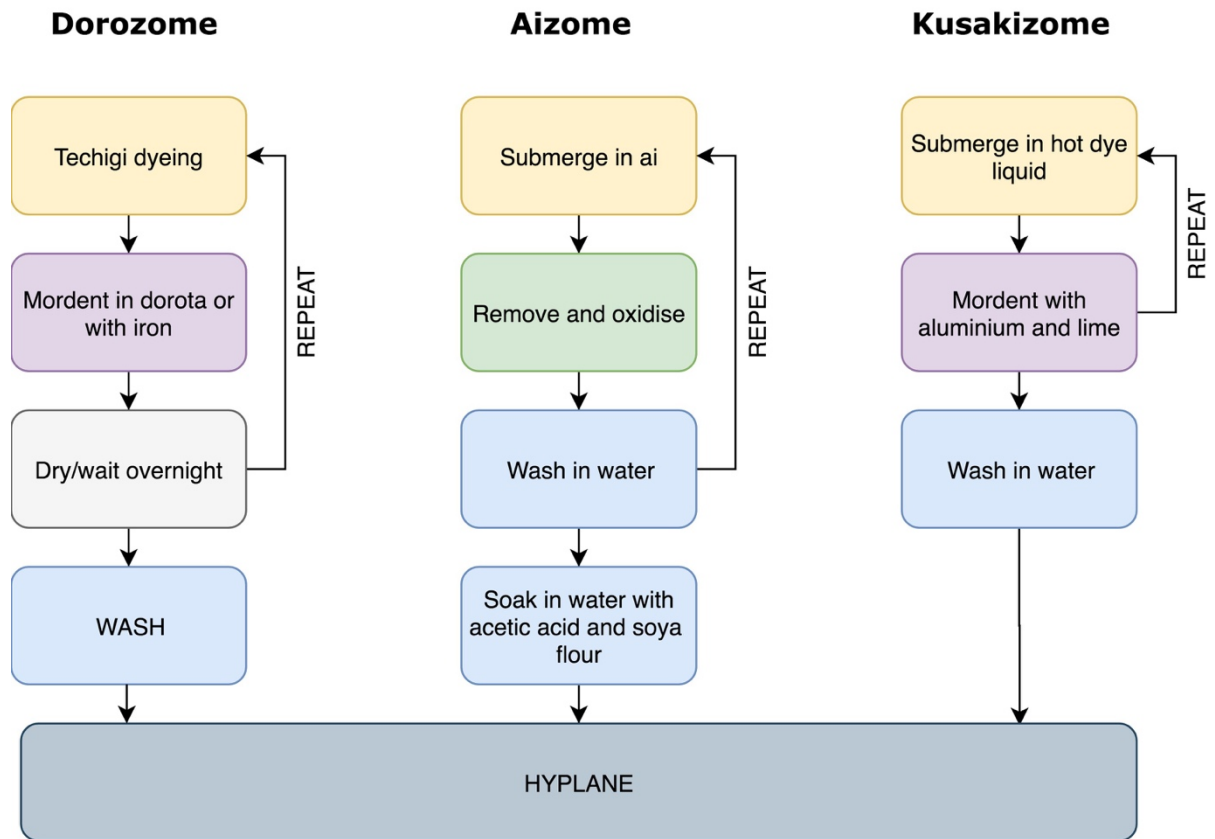 Dorozome
Aizome
Kusakizome
Techigi dyeing
Mordent in dorota or
with iron
Dry/wait overnight
WASH
REPEAT
Submerge in ai
Remove and oxidise
Wash in water
Soak in water with
acetic acid and soya
flour
REPEAT
Submerge in hot dye
liquid
Mordent with
aluminium and lime
Wash in water
REPEAT
HYPLANE